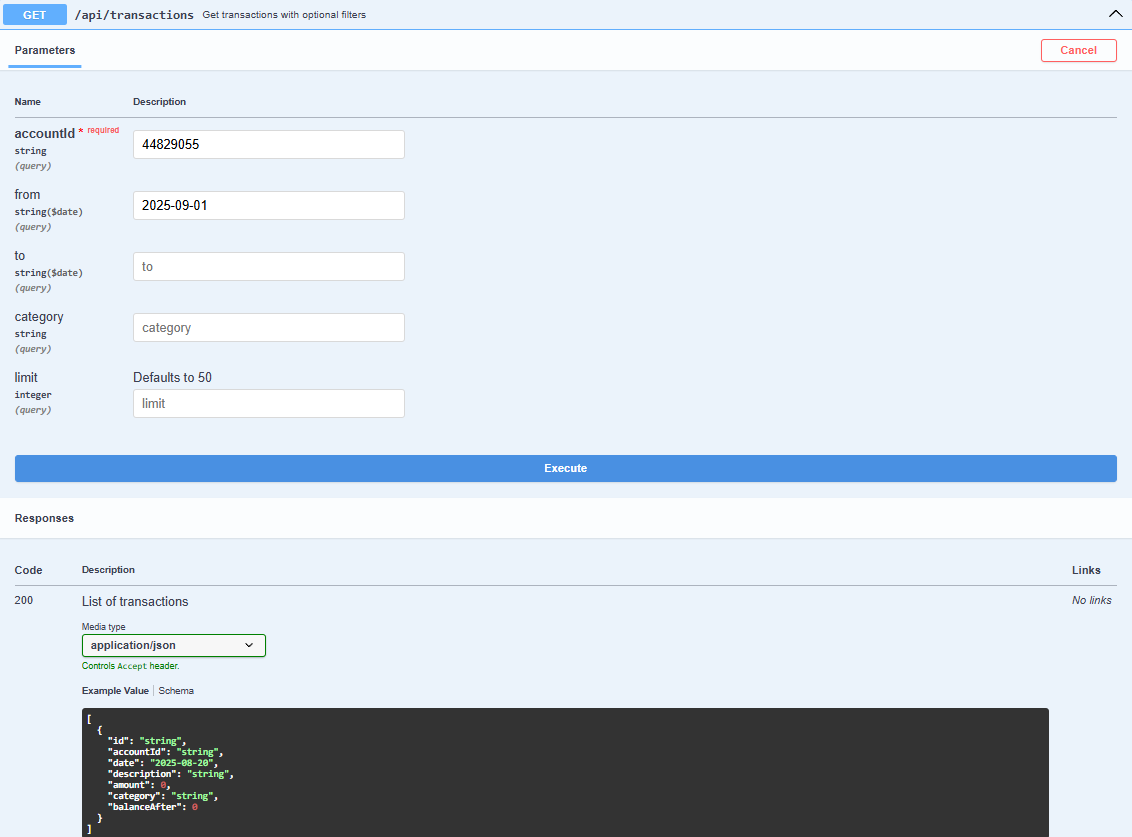 GET /api/transactions Get transactions with optional filters
Parameters
Cancel
Name Description
accountId * required
string
(query)
44829055
from
string($date)
(query)
2025-09-01
to
string($date)
(query)
to
category
string
(query)
category
limit
integer
(query)
Defaults to 50
limit
Execute
Responses
Code Description Links
200 List of transactions No links
Media type
application/json
Controls Accept header.
Example Value Schema
[
{
"id": "string",
"accountId": "string",
"date": "2025-08-20",
"description": "string",
"amount": 0,
"category": "string",
"balanceAfter": 0
}
]